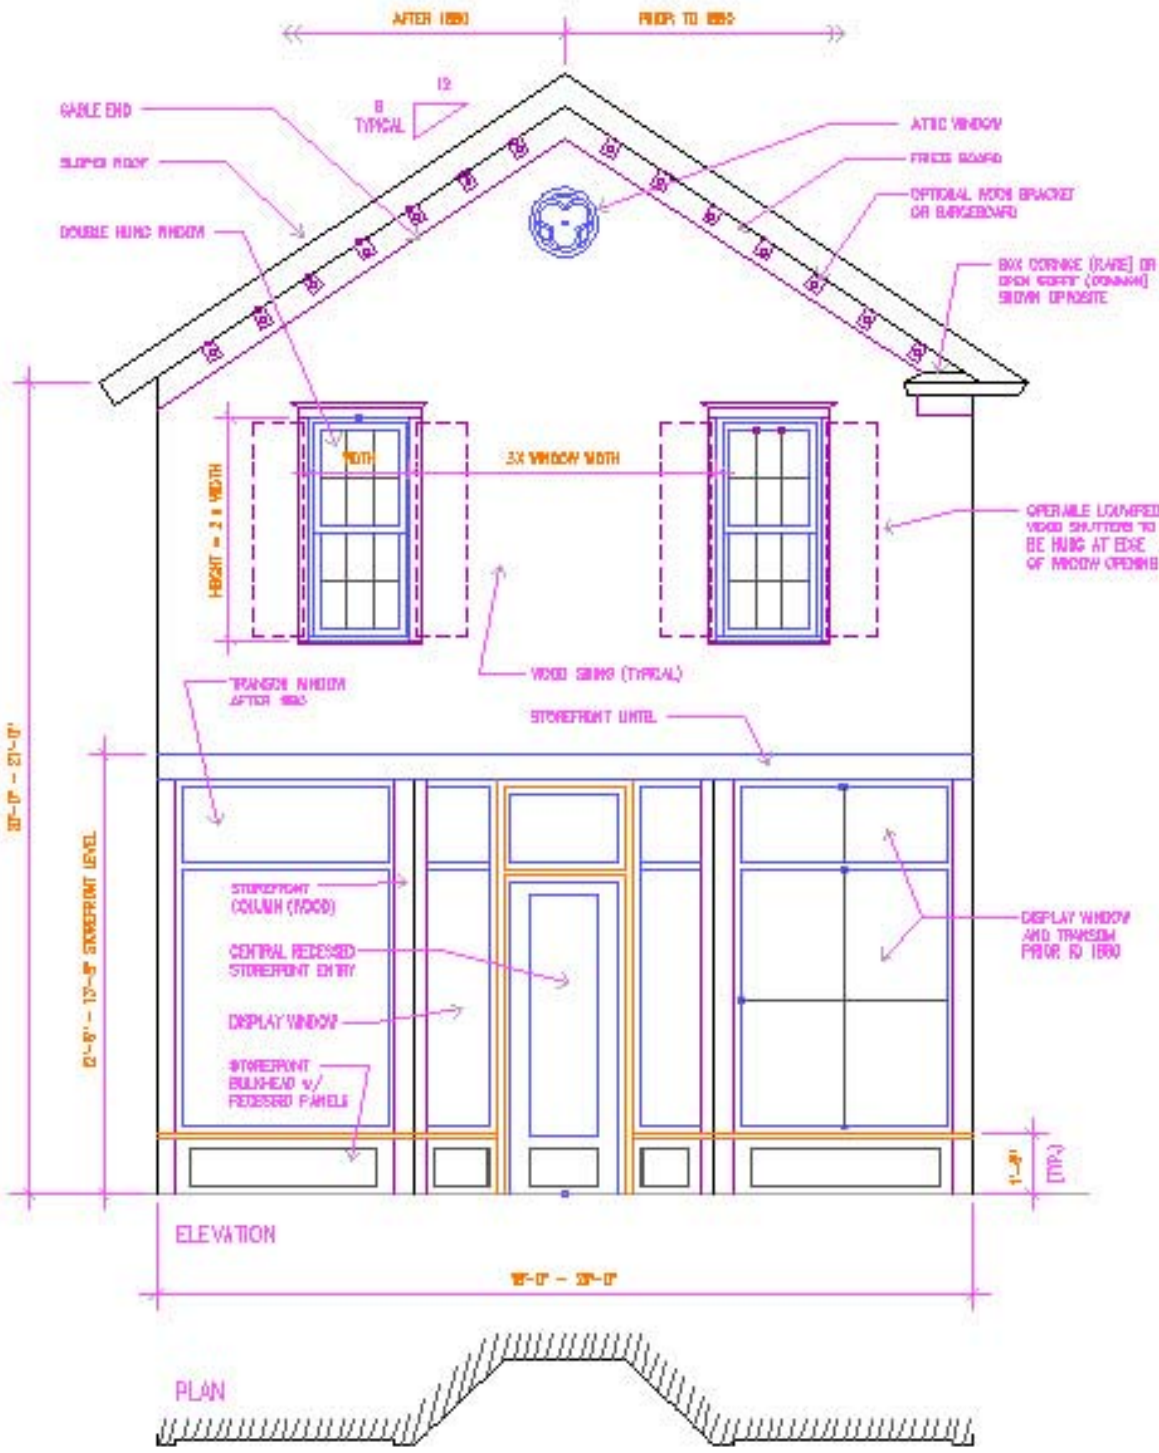 AFTER 1880
PRIOR TO 1880
12
8
TYPICAL
GABLE END
SLOPED ROOF
DOUBLE HUNG WINDOW
ATTIC WINDOW
FRIEZE BOARD
OPTIONAL ROOF BRACKET
OR BARGEBOARD
BOX CORNICE (RARE) OR
OPEN SOFFIT (COMMON)
SHOWN OPPOSITE
WIDTH
3X WINDOW WIDTH
HEIGHT = 2 x WIDTH
OPERABLE LOUVERED
WOOD SHUTTERS TO
BE HUNG AT EDGE
OF WINDOW OPENING
WOOD SIDING (TYPICAL)
TRANSOM WINDOW
AFTER
STOREFRONT LINTEL
STOREFRONT LEVEL
STOREFRONT
COLUMN (WOOD)
CENTRAL RECESSED
STOREFRONT ENTRY
DISPLAY WINDOW
STOREFRONT
BULKHEAD w/
RECESSED PANELS
DISPLAY WINDOW
AND TRANSOM
PRIOR TO 1880
(TYP.)
ELEVATION
PLAN